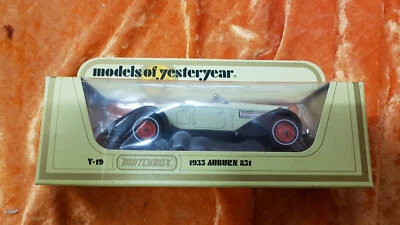 models of yesteryear®
Y-19 MATCHBOX 1935 AUBURN 851